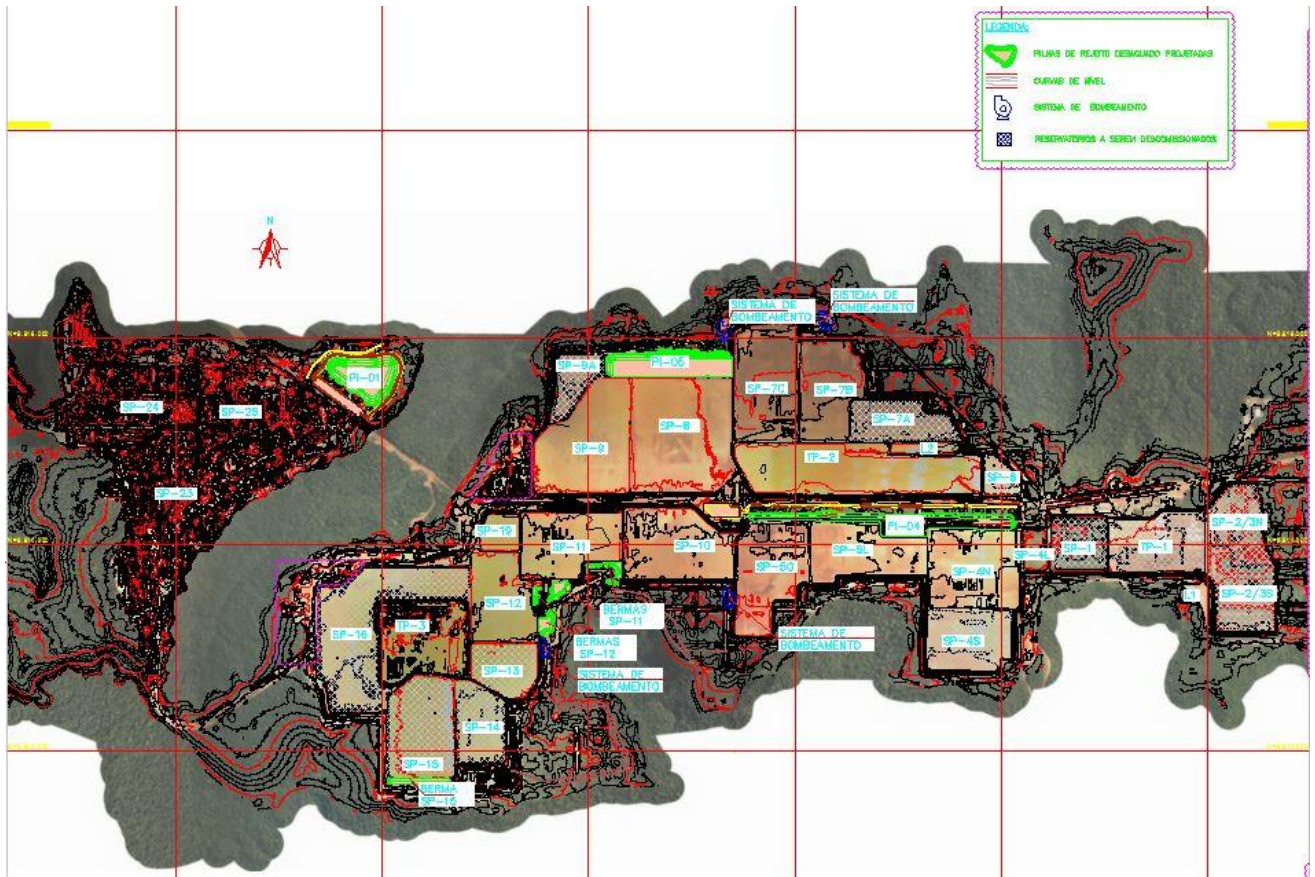 LEGENDA:
PILHAS DE REJEITO DESAGUADO PROJETADAS
CURVAS DE NÍVEL
SISTEMA DE BOMBEAMENTO
RESERVATÓRIOS A SEREM DESCOMISSIONADOS
N
SISTEMA DE
BOMBEAMENTO
SISTEMA DE
BOMBEAMENTO
SP-9A
PI-05
PI-01
SP-7C
SP-7B
SP-24
SP-25
SP-7A
SP-8
SP-9
L2
TP-2
SP-6
SP-23
SP-2/3N
PI-04
SP-19
SP-11
SP-10
SP-5L
SP-4L
SP-1
TP-1
SP-5O
SP-4N
SP-2/3S
L1
SP-12
BERMAS
SP-11
TP-3
SP-16
SISTEMA DE
BOMBEAMENTO
BERMAS
SP-12
SP-4S
SP-13
SISTEMA DE
BOMBEAMENTO
SP-14
SP-15
BERMA